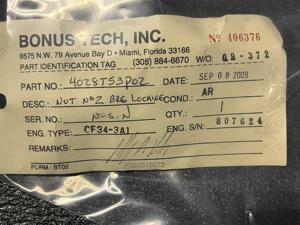 BONUS TECH, INC. Nº 406376
8575 N.W. 79 Avenue Bay D • Miami, Florida 33166
PART IDENTIFICATION TAG (305) 884-6670 W/O: Q9-372
PART NO.: 4028T53P02 DATE: SEP 08 2009
DESC.: NUT Nº2 BRG LOCKING COND.: AR
SER. NO.: N-S-N QTY.: 1
ENG. TYPE: CF34-3A1 ENG. S/N: 807624
REMARKS:
FORM: BT02